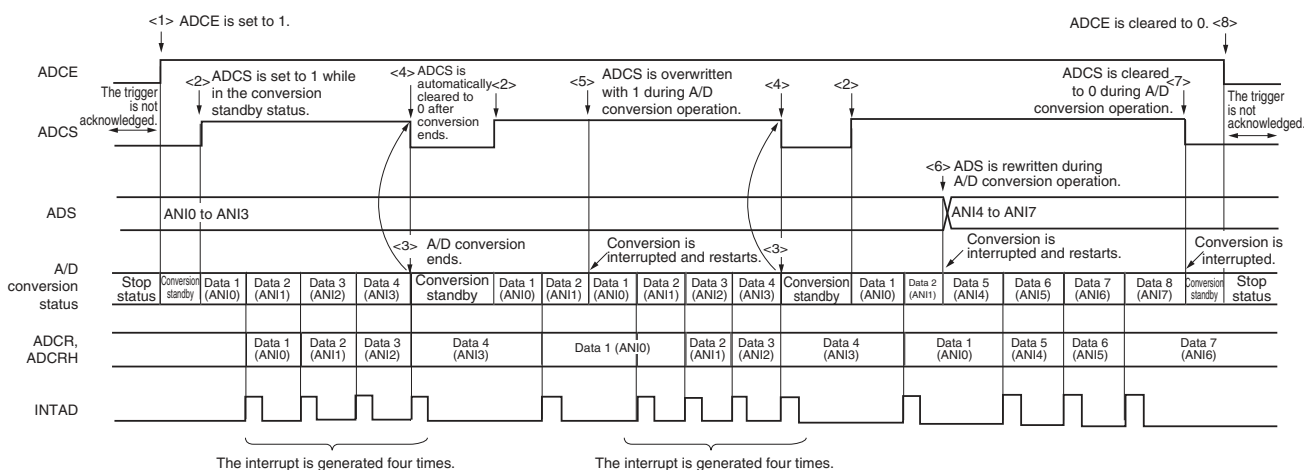 <1> ADCE is set to 1.
ADCE is cleared to 0. <8>
ADCE
The trigger
is not
acknowledged.
<2> ADCS is set to 1 while
in the conversion
standby status.
<4> ADCS is
automatically
cleared to
0 after
conversion
ends.
<2>
<5> ADCS is overwritten
with 1 during A/D
conversion operation.
<4>
<2>
ADCS is cleared
to 0 during A/D
conversion operation.
<7>
The trigger
is not
acknowledged.
ADCS
<6> ADS is rewritten during
A/D conversion operation.
ADS
ANI0 to ANI3
ANI4 to ANI7
<3> A/D conversion
ends.
Conversion is
interrupted and restarts.
<3>
Conversion is
interrupted and restarts.
Conversion is
interrupted.
A/D
conversion
status
Stop
status
Conversion
standby
Data 1
(ANI0)
Data 2
(ANI1)
Data 3
(ANI2)
Data 4
(ANI3)
Conversion
standby
Data 1
(ANI0)
Data 2
(ANI1)
Data 1
(ANI0)
Data 2
(ANI1)
Data 3
(ANI2)
Data 4
(ANI3)
Conversion
standby
Data 1
(ANI0)
Data 2
(ANI1)
Data 5
(ANI4)
Data 6
(ANI5)
Data 7
(ANI6)
Data 8
(ANI7)
Conversion
standby
Stop
status
ADCR,
ADCRH
Data 1
(ANI0)
Data 2
(ANI1)
Data 3
(ANI2)
Data 4
(ANI3)
Data 1 (ANI0)
Data 2
(ANI1)
Data 3
(ANI2)
Data 4
(ANI3)
Data 1
(ANI0)
Data 5
(ANI4)
Data 6
(ANI5)
Data 7
(ANI6)
INTAD
The interrupt is generated four times.
The interrupt is generated four times.